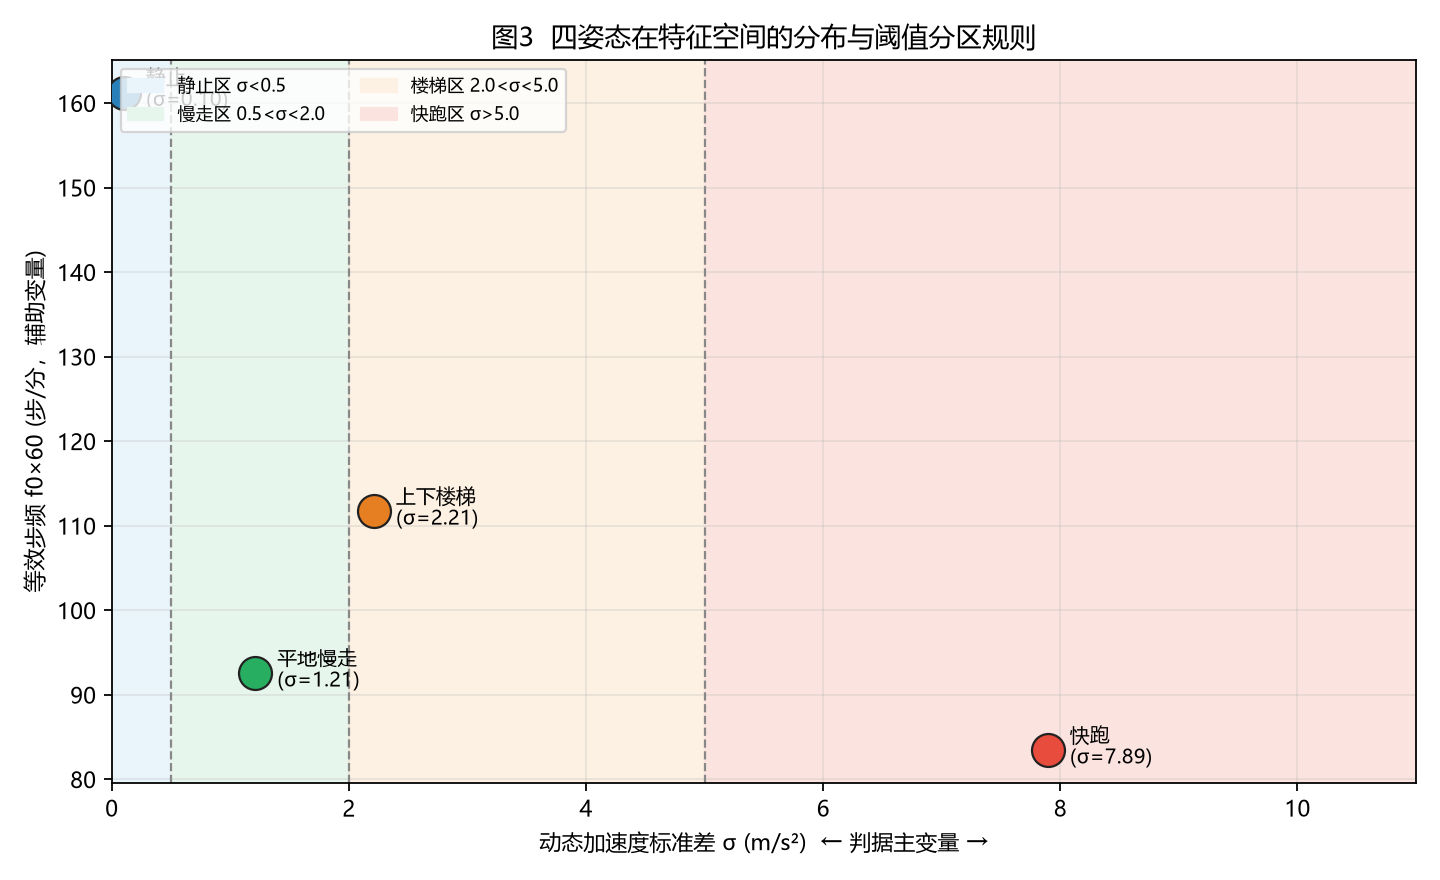 图3 四姿态在特征空间的分布与阈值分区规则
静止
(σ=0.10)
静止区 σ<0.5
慢走区 0.5<σ<2.0
楼梯区 2.0<σ<5.0
快跑区 σ>5.0
160
150
140
130
120
110
100
90
80
等效步频 f0×60 (步/分，辅助变量)
上下楼梯
(σ=2.21)
平地慢走
(σ=1.21)
快跑
(σ=7.89)
0
2
4
6
8
10
动态加速度标准差 σ (m/s²) ← 判据主变量 →